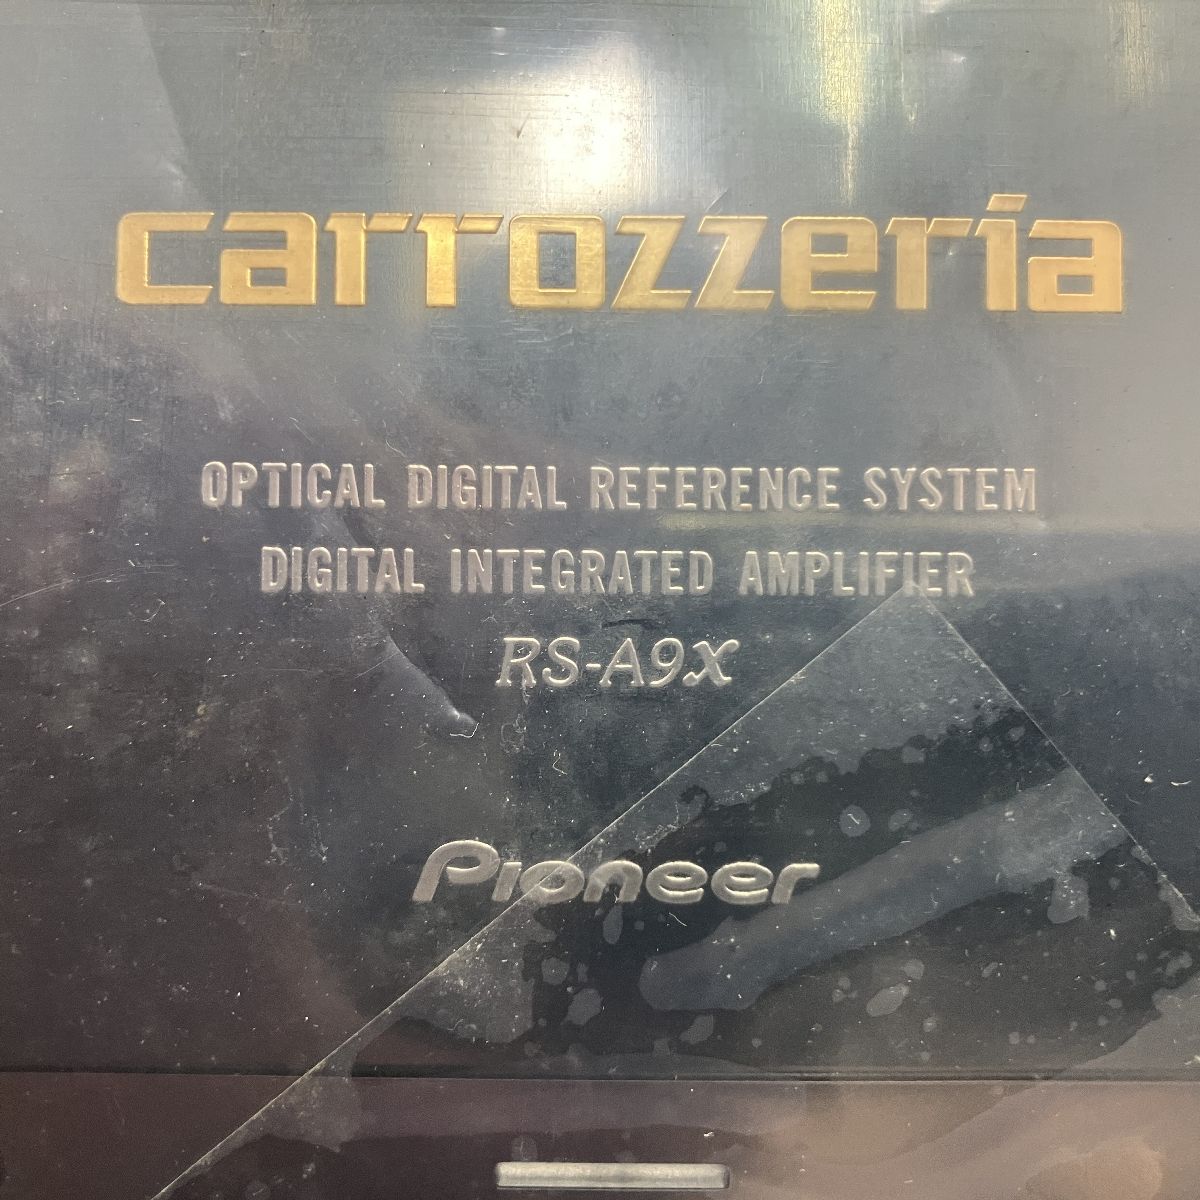 carrozzeria
OPTICAL DIGITAL REFERENCE SYSTEM
DIGITAL INTEGRATED AMPLIFIER
RS-A9x
Pioneer